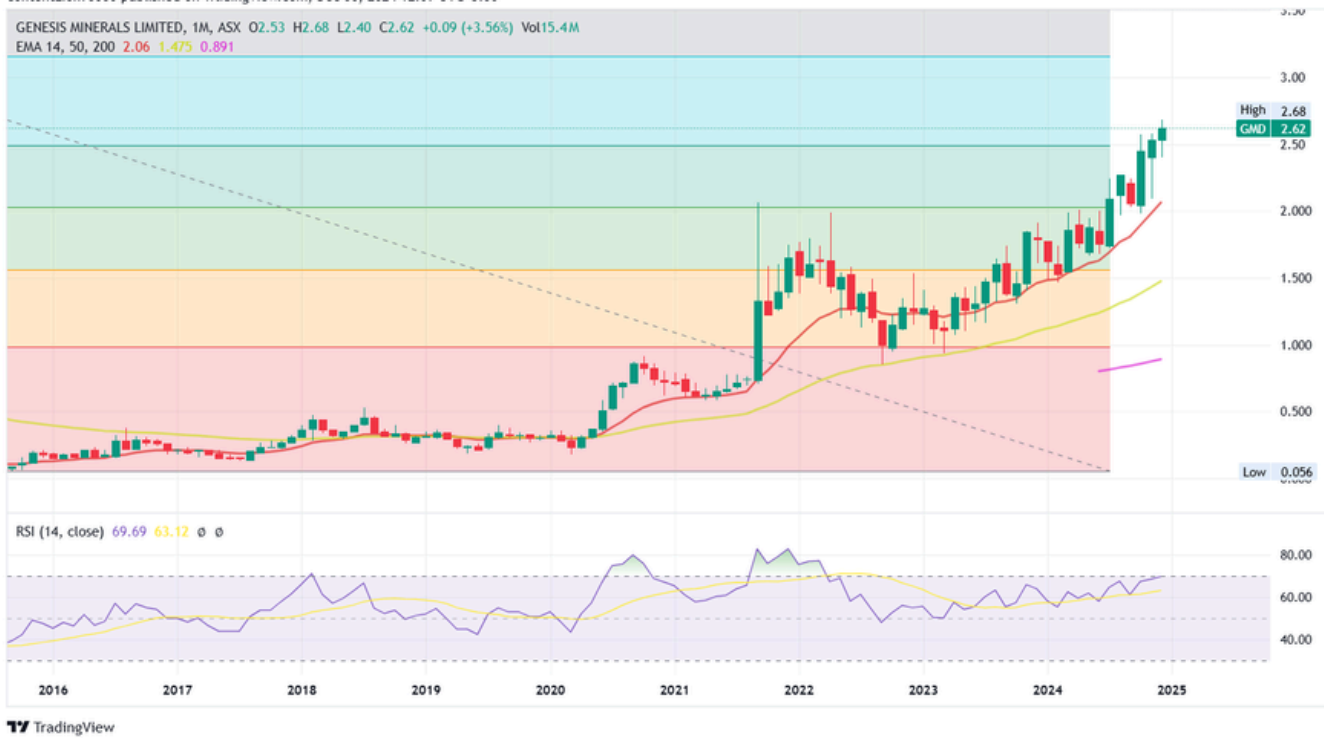 GENESIS MINERALS LIMITED, 1M, ASX O2.53 H2.68 L2.40 C2.62 +0.09 (+3.56%) Vol15.4M
EMA 14, 50, 200 2.06 1.475 0.891
3.50
3.00
High 2.68
GMD 2.62
2.50
2.000
1.500
1.000
0.500
Low 0.056
RSI (14, close) 69.69 63.12 ø ø
80.00
60.00
40.00
2016 2017 2018 2019 2020 2021 2022 2023 2024 2025
TradingView